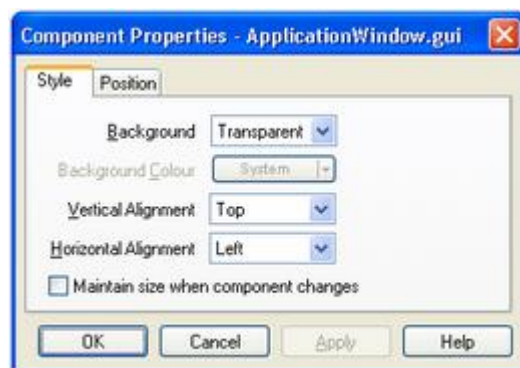 Component Properties - ApplicationWindow.gui
Style Position
Background Transparent
Background Colour System
Vertical Alignment Top
Horizontal Alignment Left
Maintain size when component changes
OK Cancel Apply Help